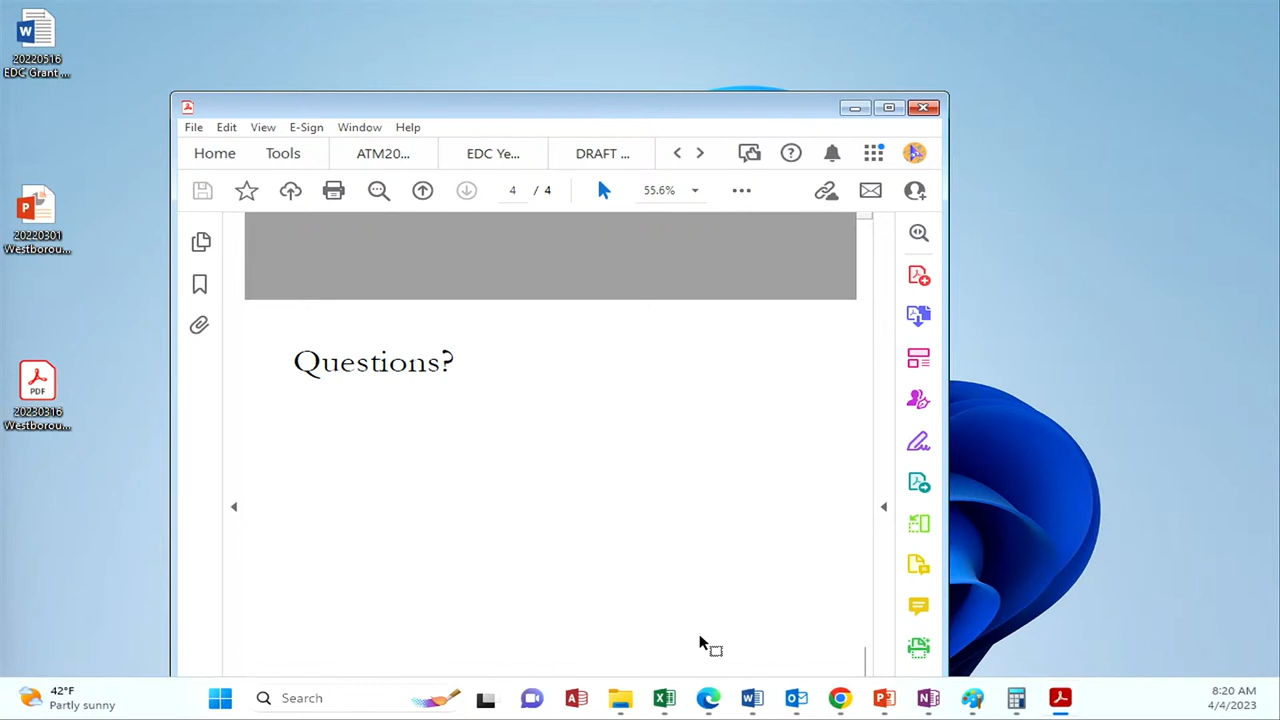 20220516
EDC Grant ...
20220301
Westborou...
PDF
20230316
Westborou...
File Edit View E-Sign Window Help
Home Tools ATM20... EDC Ye... DRAFT ...
4 / 4 55.6%
Questions?
42°F
Partly sunny
Search
8:20 AM
4/4/2023